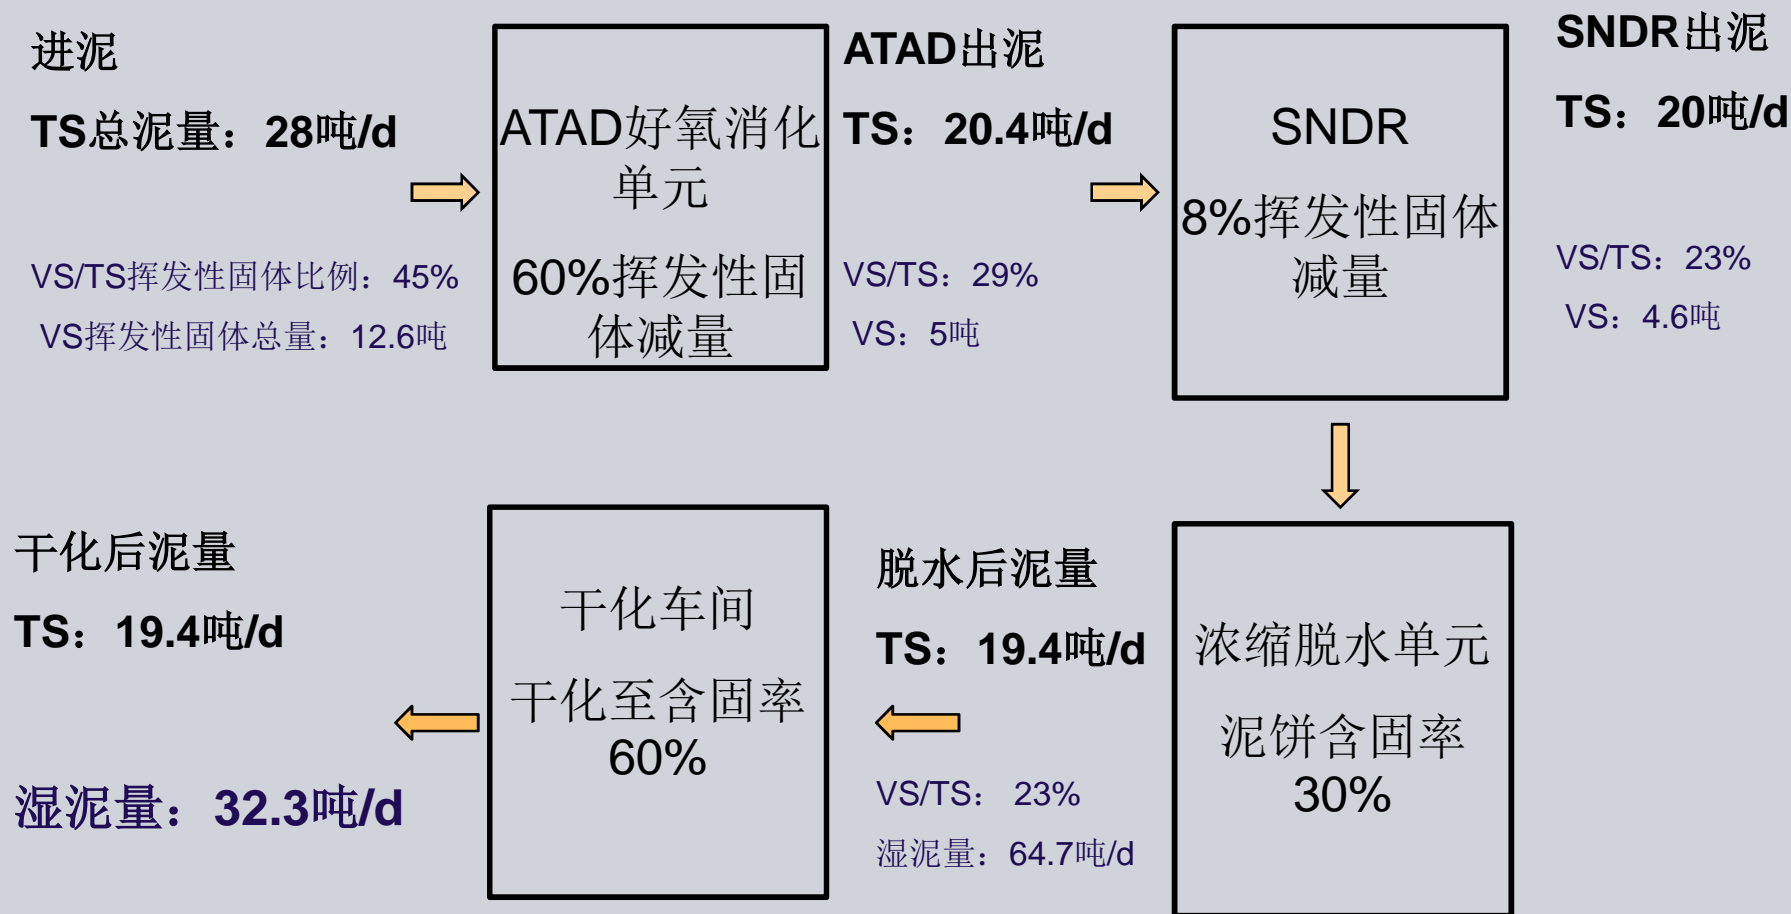 进泥
TS总泥量：28吨/d
VS/TS挥发性固体比例：45%
VS挥发性固体总量：12.6吨
ATAD好氧消化
单元
60%挥发性固
体减量
ATAD出泥
TS：20.4吨/d
VS/TS：29%
VS：5吨
SNDR
8%挥发性固体
减量
SNDR出泥
TS：20吨/d
VS/TS：23%
VS：4.6吨
浓缩脱水单元
泥饼含固率
30%
脱水后泥量
TS：19.4吨/d
VS/TS： 23%
湿泥量：64.7吨/d
干化车间
干化至含固率
60%
干化后泥量
TS：19.4吨/d
湿泥量：32.3吨/d